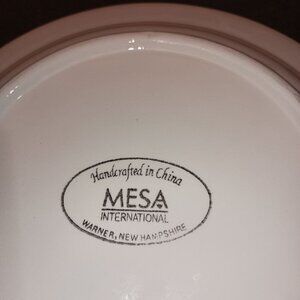 Handcrafted in China
MESA
INTERNATIONAL
WARNER, NEW HAMPSHIRE